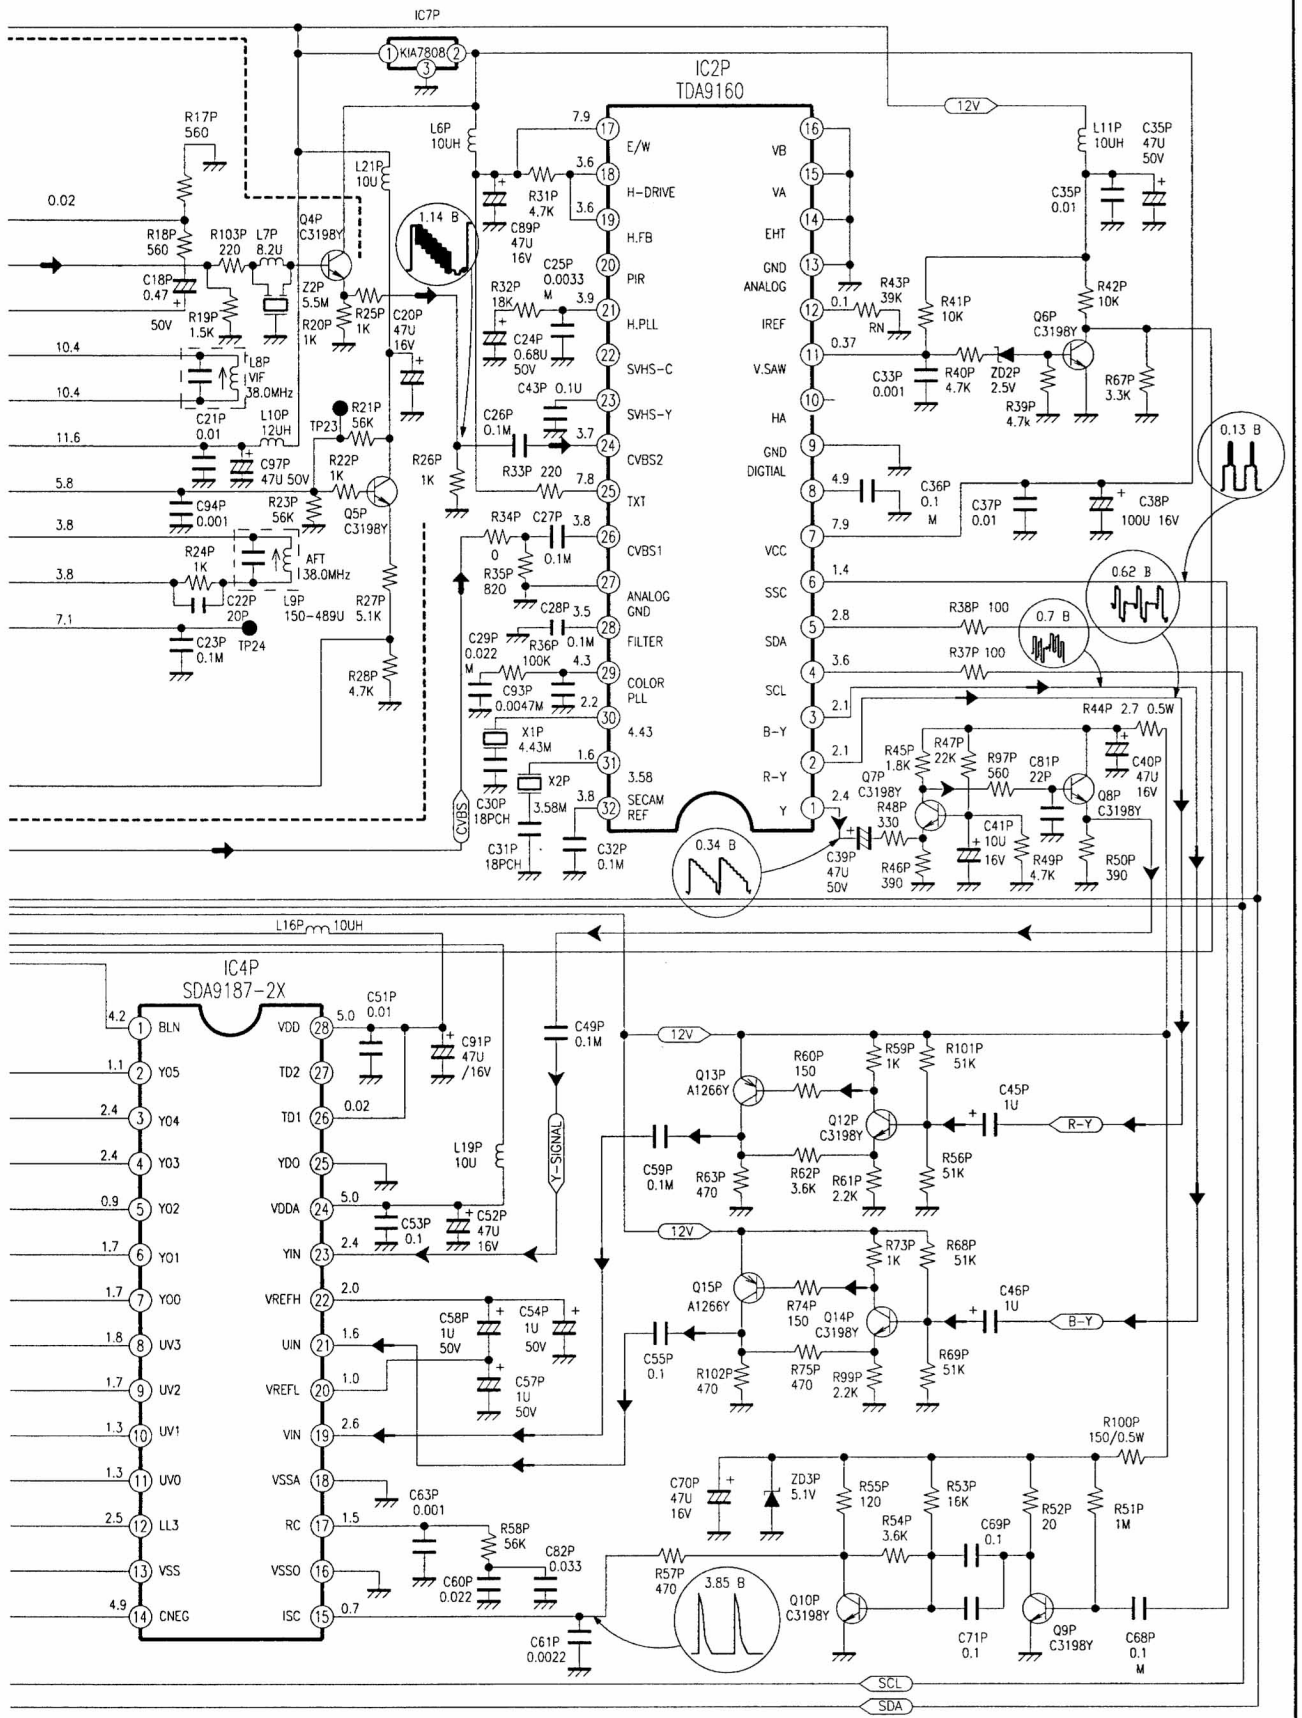 IC7P
1 KIA7808 2
3
IC2P
TDA9160
12V
R17P
560
0.02
R18P
560
R103P
220
L7P
8.2U
Q4P
C3198Y
C18P
0.47
50V
R19P
1.5K
Z2P
5.5M
R20P
1K
R25P
1K
C20P
47U
16V
L21P
10U
L6P
10UH
1.14 B
10.4
10.4
L8P
VIF
38.0MHz
C21P
0.01
L10P
12UH
11.6
C97P
47U 50V
TP23
R21P
56K
R22P
1K
5.8
C94P
0.001
R23P
56K
Q5P
C3198Y
R26P
1K
3.8
R24P
1K
AFT
38.0MHz
3.8
C22P
20P
L9P
150-489U
R27P
5.1K
7.1
C23P
0.1M
TP24
R28P
4.7K
CVBS
7.9
3.6
3.6
R31P
4.7K
C89P
47U
16V
C25P
0.0033
M
R32P
18K
3.9
C24P
0.68U
50V
C43P 0.1U
C26P
0.1M
3.7
R33P 220
7.8
R34P
0
C27P
0.1M
3.8
R35P
820
C28P
0.1M
3.5
C29P
0.022
M
R36P
100K
4.3
C93P
0.0047M
2.2
X1P
4.43M
1.6
X2P
3.58M
C30P
18PCH
3.8
C31P
18PCH
C32P
0.1M
17 E/W
18 H-DRIVE
19 H.FB
20 PIR
21 H.PLL
22 SVHS-C
23 SVHS-Y
24 CVBS2
25 TXT
26 CVBS1
27 ANALOG
GND
28 FILTER
29 COLOR
PLL
30 4.43
31 3.58
32 SECAM
REF
16 VB
15 VA
14 EHT
13 GND
ANALOG
12 IREF
11 V.SAW
10 HA
9 GND
DIGTIAL
8
7 VCC
6 SSC
5 SDA
4 SCL
3 B-Y
2 R-Y
1 Y
0.1
R43P
39K
RN
0.37
C33P
0.001
R41P
10K
R40P
4.7K
ZD2P
2.5V
R39P
4.7k
Q6P
C3198Y
R42P
10K
R67P
3.3K
L11P
10UH
C35P
0.01
C35P
47U
50V
4.9
C36P
0.1
M
7.9
C37P
0.01
C38P
100U 16V
0.13 B
1.4
0.62 B
2.8
R38P 100
0.7 B
3.6
R37P 100
2.1
2.1
2.4
R44P 2.7 0.5W
R45P
1.8K
R47P
22K
R97P
560
C81P
22P
C40P
47U
16V
Q7P
C3198Y
R48P
330
Q8P
C3198Y
C41P
10U
16V
R49P
4.7K
R50P
390
R46P
390
C39P
47U
50V
0.34 B
L16P 10UH
IC4P
SDA9187-2X
4.2 1 BLN
1.1 2 Y05
2.4 3 Y04
2.4 4 Y03
0.9 5 Y02
1.7 6 Y01
1.7 7 Y00
1.8 8 UV3
1.7 9 UV2
1.3 10 UV1
1.3 11 UV0
2.5 12 LL3
13 VSS
4.9 14 CNEG
VDD 28 5.0
TD2 27
TD1 26 0.02
YDO 25
VDDA 24 5.0
YIN 23 2.4
VREFH 22 2.0
UIN 21 1.6
VREFL 20 1.0
VIN 19 2.6
VSSA 18
RC 17 1.5
VSSO 16
ISC 15 0.7
C51P
0.01
C91P
47U
/16V
L19P
10U
C53P
0.1
C52P
47U
16V
C49P
0.1M
Y-SIGNAL
C58P
1U
50V
C54P
1U
50V
C57P
1U
50V
C63P
0.001
R58P
56K
C60P
0.022
C82P
0.033
C61P
0.0022
12V
Q13P
A1266Y
R60P
150
R59P
1K
R101P
51K
C45P
1U
R-Y
Q12P
C3198Y
R56P
51K
C59P
0.1M
R63P
470
R62P
3.6K
R61P
2.2K
12V
R73P
1K
R68P
51K
Q15P
A1266Y
R74P
150
Q14P
C3198Y
C46P
1U
B-Y
C55P
0.1
R102P
470
R75P
470
R99P
2.2K
R69P
51K
R100P
150/0.5W
C70P
47U
16V
ZD3P
5.1V
R55P
120
R53P
16K
R54P
3.6K
C69P
0.1
R52P
20
R51P
1M
R57P
470
3.85 B
Q10P
C3198Y
C71P
0.1
Q9P
C3198Y
C68P
0.1
M
SCL
SDA